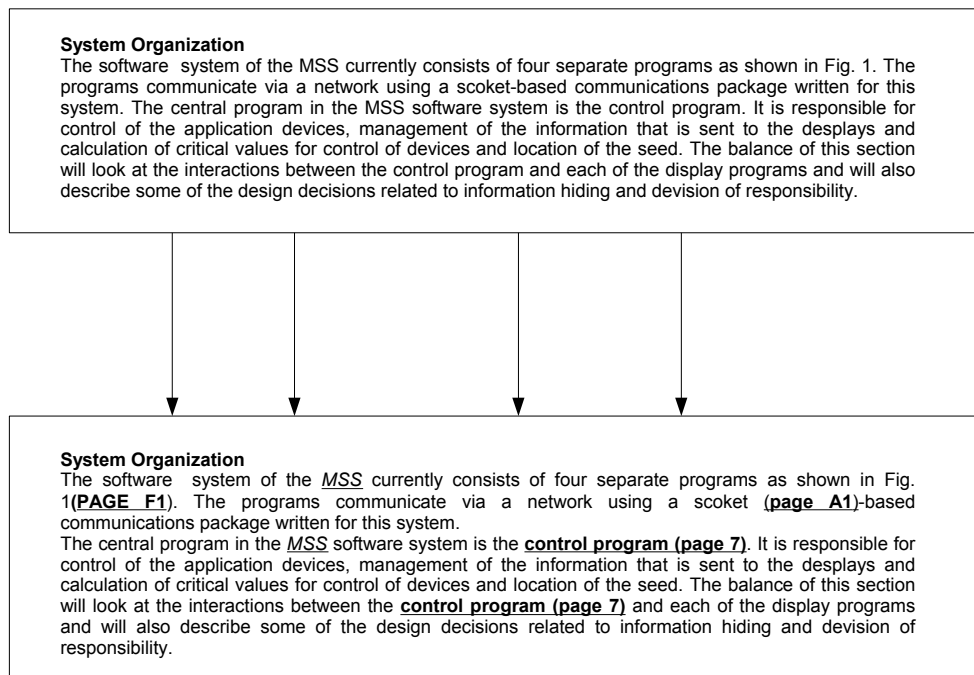 System Organization
The software system of the MSS currently consists of four separate programs as shown in Fig. 1. The
programs communicate via a network using a scoket-based communications package written for this
system. The central program in the MSS software system is the control program. It is responsible for
control of the application devices, management of the information that is sent to the desplays and
calculation of critical values for control of devices and location of the seed. The balance of this section
will look at the interactions between the control program and each of the display programs and will also
describe some of the design decisions related to information hiding and devision of responsibility.
System Organization
The software system of the MSS currently consists of four separate programs as shown in Fig.
1(PAGE F1). The programs communicate via a network using a scoket (page A1)-based
communications package written for this system.
The central program in the MSS software system is the control program (page 7). It is responsible for
control of the application devices, management of the information that is sent to the desplays and
calculation of critical values for control of devices and location of the seed. The balance of this section
will look at the interactions between the control program (page 7) and each of the display programs
and will also describe some of the design decisions related to information hiding and devision of
responsibility.